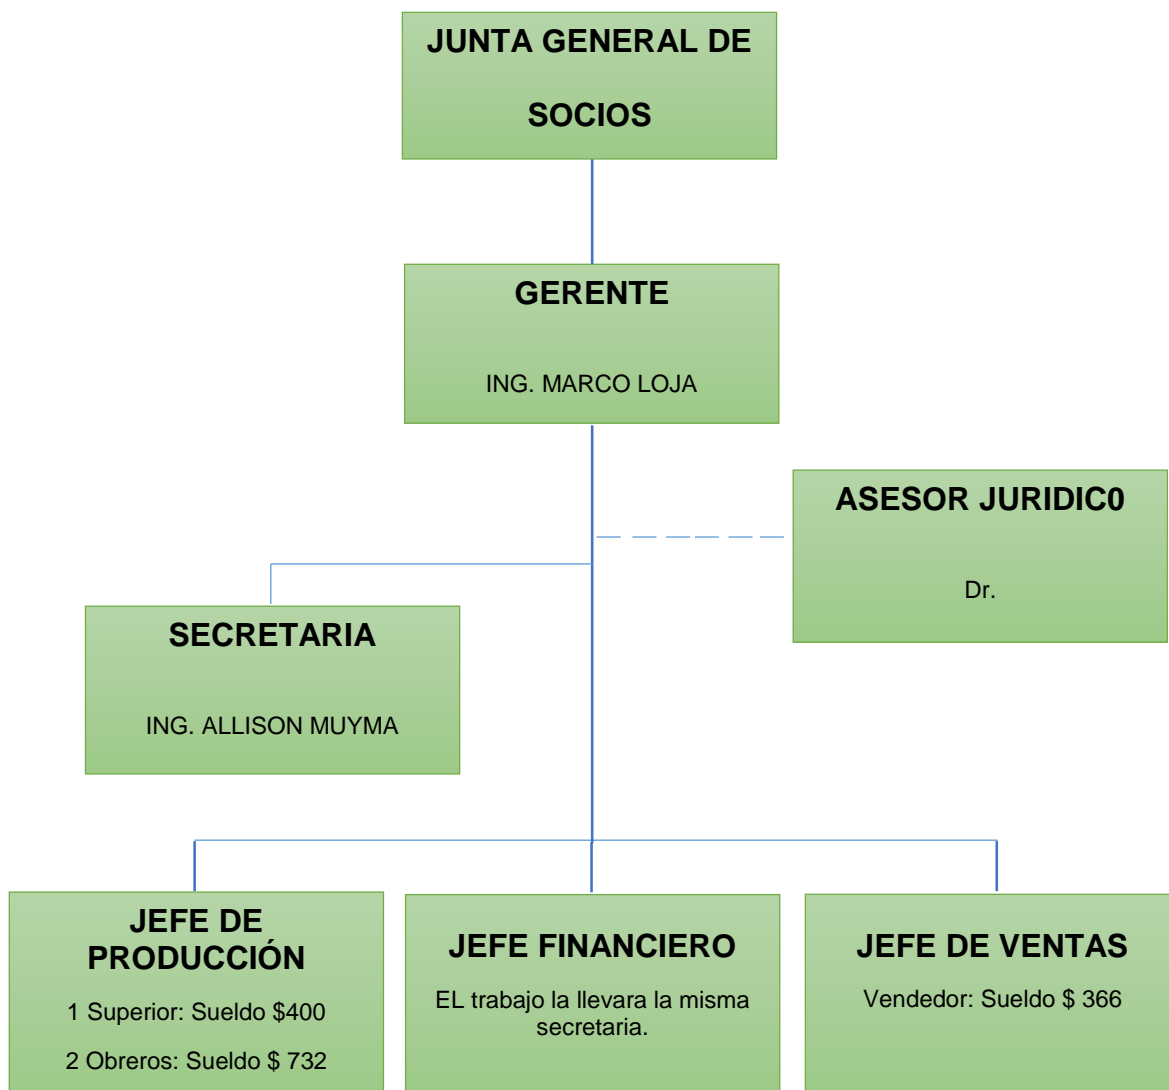 JUNTA GENERAL DE
SOCIOS
GERENTE
ING. MARCO LOJA
ASESOR JURIDIC0
Dr.
SECRETARIA
ING. ALLISON MUYMA
JEFE DE
PRODUCCIÓN
1 Superior: Sueldo $400
2 Obreros: Sueldo $ 732
JEFE FINANCIERO
EL trabajo la llevara la misma
secretaria.
JEFE DE VENTAS
Vendedor: Sueldo $ 366